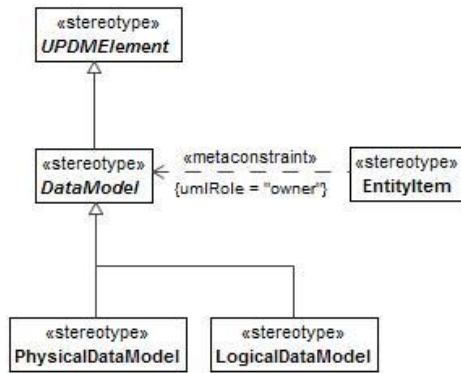 «stereotype»
UPDMElement
«stereotype»
DataModel
«metaconstraint»
{umlRole = "owner"}
«stereotype»
EntityItem
«stereotype»
PhysicalDataModel
«stereotype»
LogicalDataModel